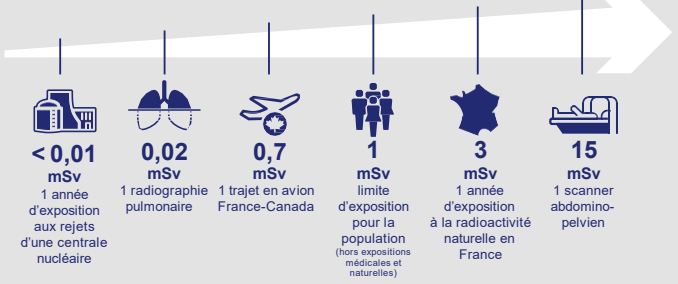 < 0,01
mSv
1 année
d'exposition
aux rejets
d'une centrale
nucléaire
0,02
mSv
1 radiographie
pulmonaire
0,7
mSv
1 trajet en avion
France-Canada
1
mSv
limite
d'exposition
pour la
population
(hors expositions
médicales et
naturelles)
3
mSv
1 année
d'exposition
à la radioactivité
naturelle en
France
15
mSv
1 scanner
abdomino-
pelvien